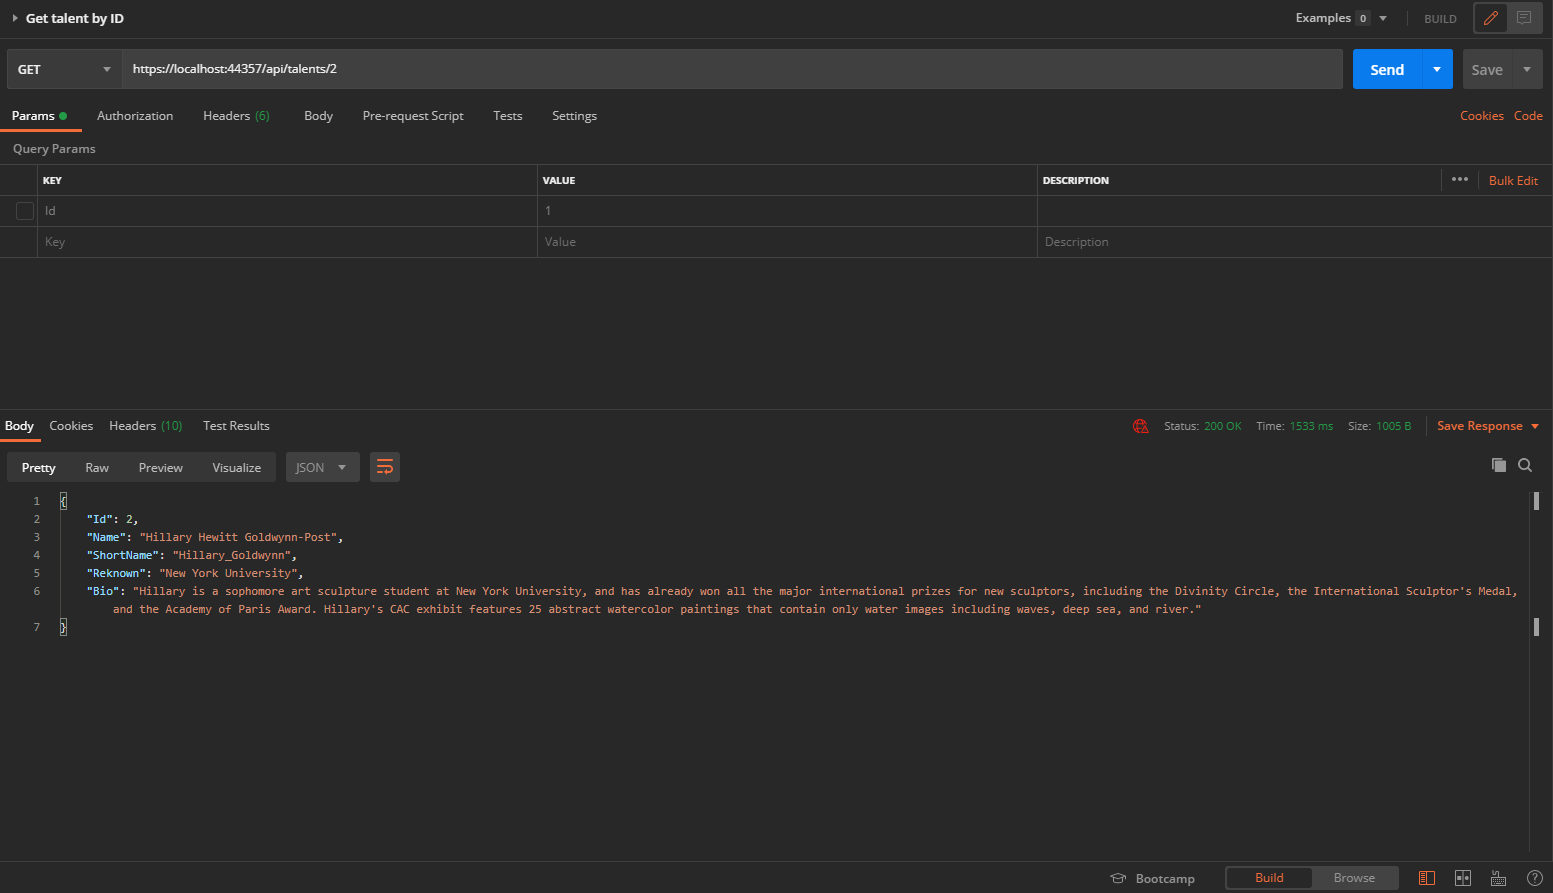 Get talent by ID
Examples 0
BUILD
GET
https://localhost:44357/api/talents/2
Send
Save
Params
Authorization
Headers (6)
Body
Pre-request Script
Tests
Settings
Cookies
Code
Query Params
KEY
VALUE
DESCRIPTION
Bulk Edit
Id
1
Key
Value
Description
Body
Cookies
Headers (10)
Test Results
Status: 200 OK
Time: 1533 ms
Size: 1005 B
Save Response
Pretty
Raw
Preview
Visualize
JSON
1 {
2 "Id": 2,
3 "Name": "Hillary Hewitt Goldwynn-Post",
4 "ShortName": "Hillary_Goldwynn",
5 "Reknown": "New York University",
6 "Bio": "Hillary is a sophomore art sculpture student at New York University, and has already won all the major international prizes for new sculptors, including the Divinity Circle, the International Sculptor's Medal,
and the Academy of Paris Award. Hillary's CAC exhibit features 25 abstract watercolor paintings that contain only water images including waves, deep sea, and river."
7 }
Bootcamp
Build
Browse